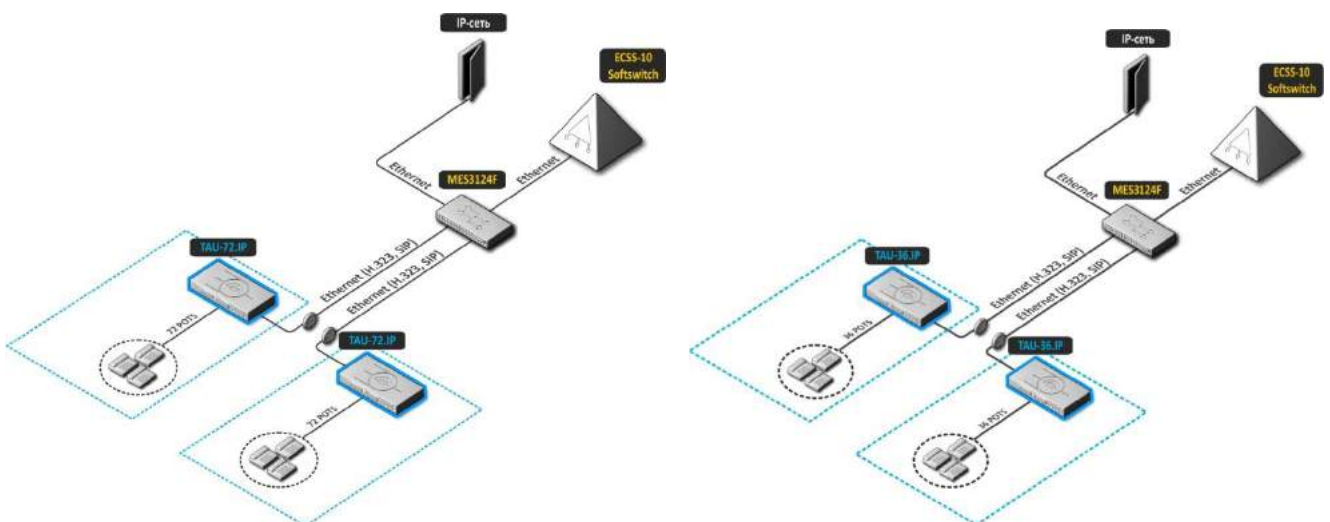 IP-сеть
ECSS-10
Softswitch
Ethernet
Ethernet
MES3124F
TAU-72.IP
Ethernet (H.323, SIP)
Ethernet (H.323, SIP)
72 POTS
TAU-72.IP
72 POTS
IP-сеть
ECSS-10
Softswitch
Ethernet
Ethernet
MES3124F
TAU-36.IP
Ethernet (H.323, SIP)
Ethernet (H.323, SIP)
36 POTS
TAU-36.IP
36 POTS